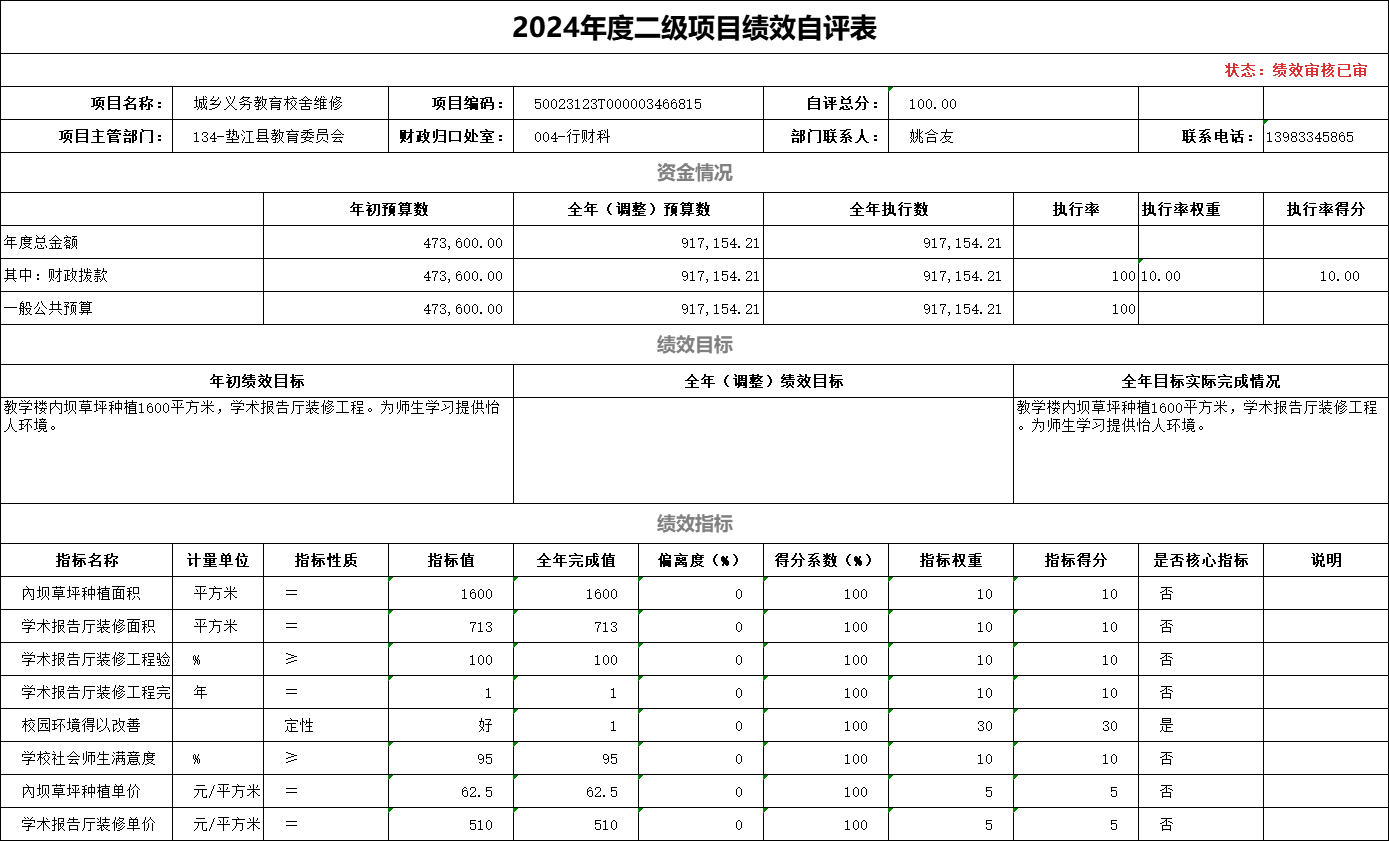 2024年度二级项目绩效自评表
状态：绩效审核已审
项目名称： 城乡义务教育校舍维修 项目编码： 50023123T000003466815 自评总分： 100.00
项目主管部门： 134-垫江县教育委员会 财政归口处室： 004-行财科 部门联系人： 姚合友 联系电话： 13983345865
资金情况
年初预算数 全年（调整）预算数 全年执行数 执行率 执行率权重 执行率得分
年度总金额 473,600.00 917,154.21 917,154.21
其中：财政拨款 473,600.00 917,154.21 917,154.21 100 10.00 10.00
一般公共预算 473,600.00 917,154.21 917,154.21 100
绩效目标
年初绩效目标 全年（调整）绩效目标 全年目标实际完成情况
教学楼内坝草坪种植1600平方米，学术报告厅装修工程。为师生学习提供怡
人环境。
教学楼内坝草坪种植1600平方米，学术报告厅装修工程
。为师生学习提供怡人环境。
绩效指标
指标名称 计量单位 指标性质 指标值 全年完成值 偏离度（%） 得分系数（%） 指标权重 指标得分 是否核心指标 说明
内坝草坪种植面积 平方米 ＝ 1600 1600 0 100 10 10 否
学术报告厅装修面积 平方米 ＝ 713 713 0 100 10 10 否
学术报告厅装修工程验 % ≥ 100 100 0 100 10 10 否
学术报告厅装修工程完 年 ＝ 1 1 0 100 10 10 否
校园环境得以改善 定性 好 1 0 100 30 30 是
学校社会师生满意度 % ≥ 95 95 0 100 10 10 否
内坝草坪种植单价 元/平方米 ＝ 62.5 62.5 0 100 5 5 否
学术报告厅装修单价 元/平方米 ＝ 510 510 0 100 5 5 否